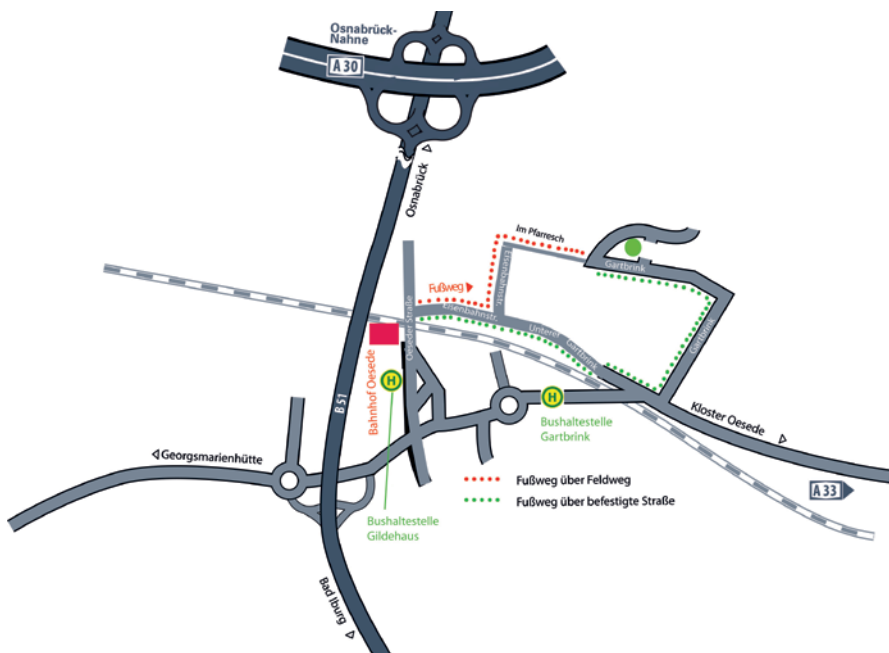 Osnabrück-
Nahne
A 30
Osnabrück
Im Pfarresch
Gartbrink
Fußweg
Eisenbahnstr.
Eisenbahnstr.
Oeseder Straße
Unterer
Gartbrink
Gartbrink
B 51
Bahnhof Oesede
H
H
Bushaltestelle
Gartbrink
Kloster Oesede
Georgsmarienhütte
Fußweg über Feldweg
Fußweg über befestigte Straße
A 33
Bushaltestelle
Gildehaus
Bad Iburg